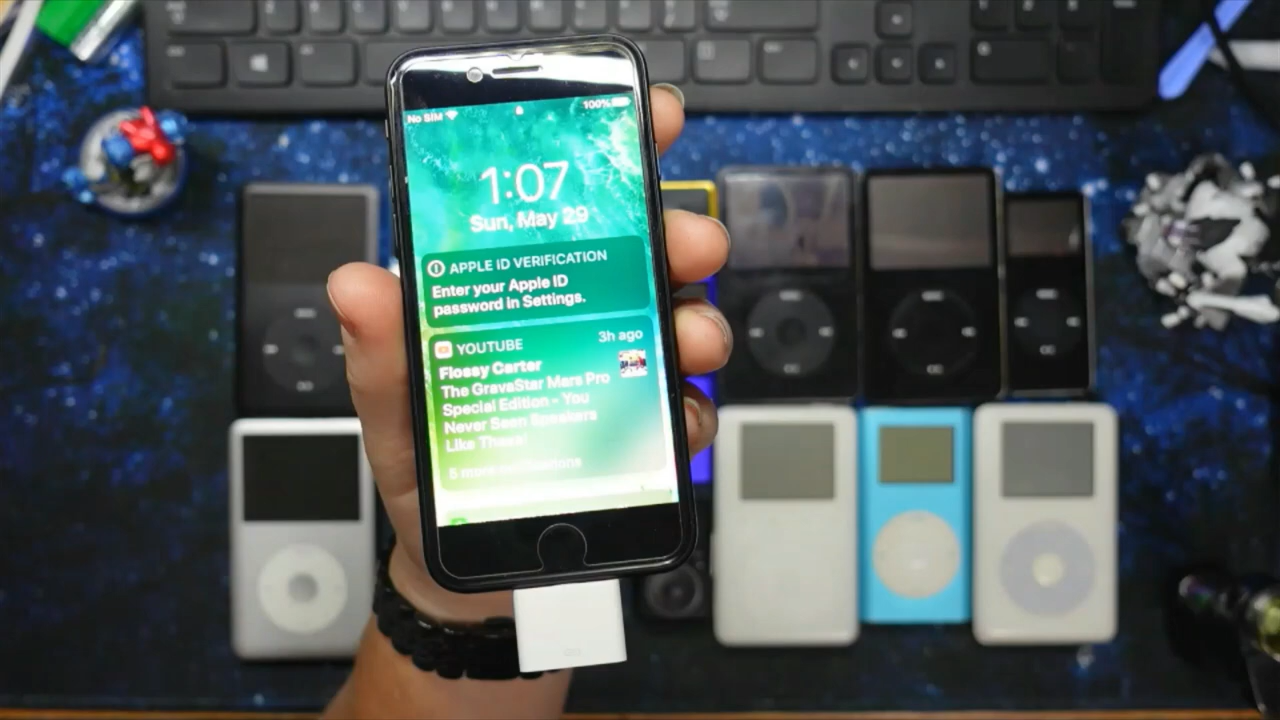 No SIM 100%
1:07
Sun, May 29
APPLE ID VERIFICATION
Enter your Apple ID
password in Settings.
YOUTUBE 3h ago
Flossy Carter
The GravaStar Mars Pro
Special Edition - You
Never Seen Speakers
Like These!
more notifications